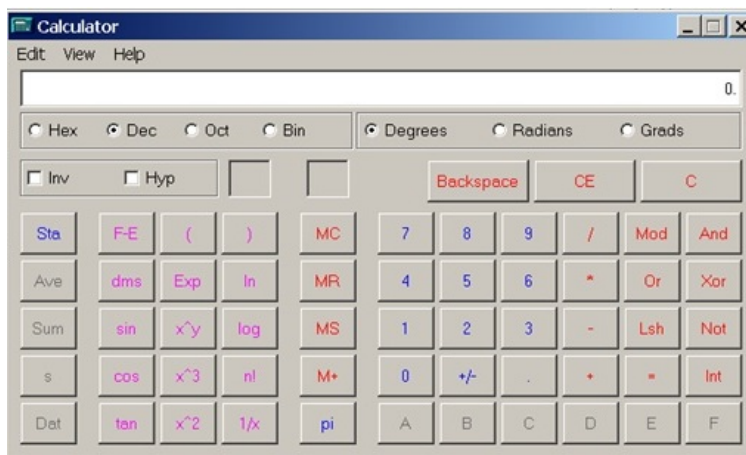 Calculator
Edit View Help
0.
Hex Dec Oct Bin Degrees Radians Grads
Inv Hyp Backspace CE C
Sta F-E ( ) MC 7 8 9 / Mod And
Ave dms Exp ln MR 4 5 6 * Or Xor
Sum sin x^y log MS 1 2 3 - Lsh Not
s cos x^3 n! M+ 0 +/- . + = Int
Dat tan x^2 1/x pi A B C D E F